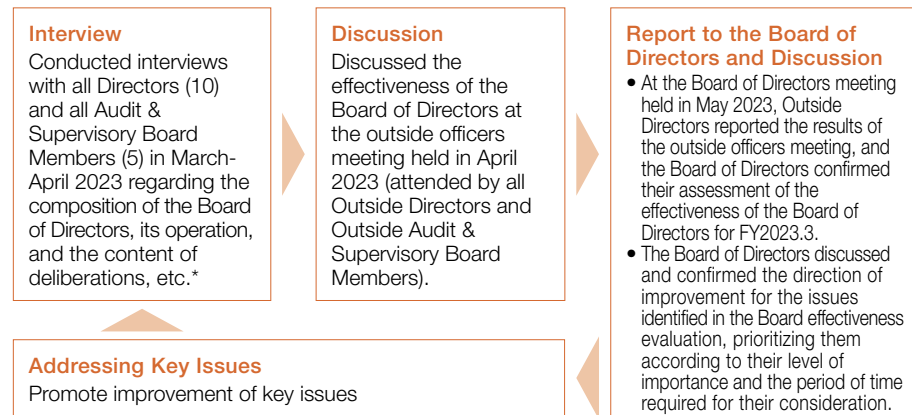 Interview
Conducted interviews
with all Directors (10)
and all Audit &
Supervisory Board
Members (5) in March-
April 2023 regarding the
composition of the Board
of Directors, its operation,
and the content of
deliberations, etc.*
Discussion
Discussed the
effectiveness of the
Board of Directors at
the outside officers
meeting held in April
2023 (attended by all
Outside Directors and
Outside Audit &
Supervisory Board
Members).
Report to the Board of
Directors and Discussion
• At the Board of Directors meeting
held in May 2023, Outside
Directors reported the results of
the outside officers meeting, and
the Board of Directors confirmed
their assessment of the
effectiveness of the Board of
Directors for FY2023.3.
• The Board of Directors discussed
and confirmed the direction of
improvement for the issues
identified in the Board effectiveness
evaluation, prioritizing them
according to their level of
importance and the period of time
required for their consideration.
Addressing Key Issues
Promote improvement of key issues